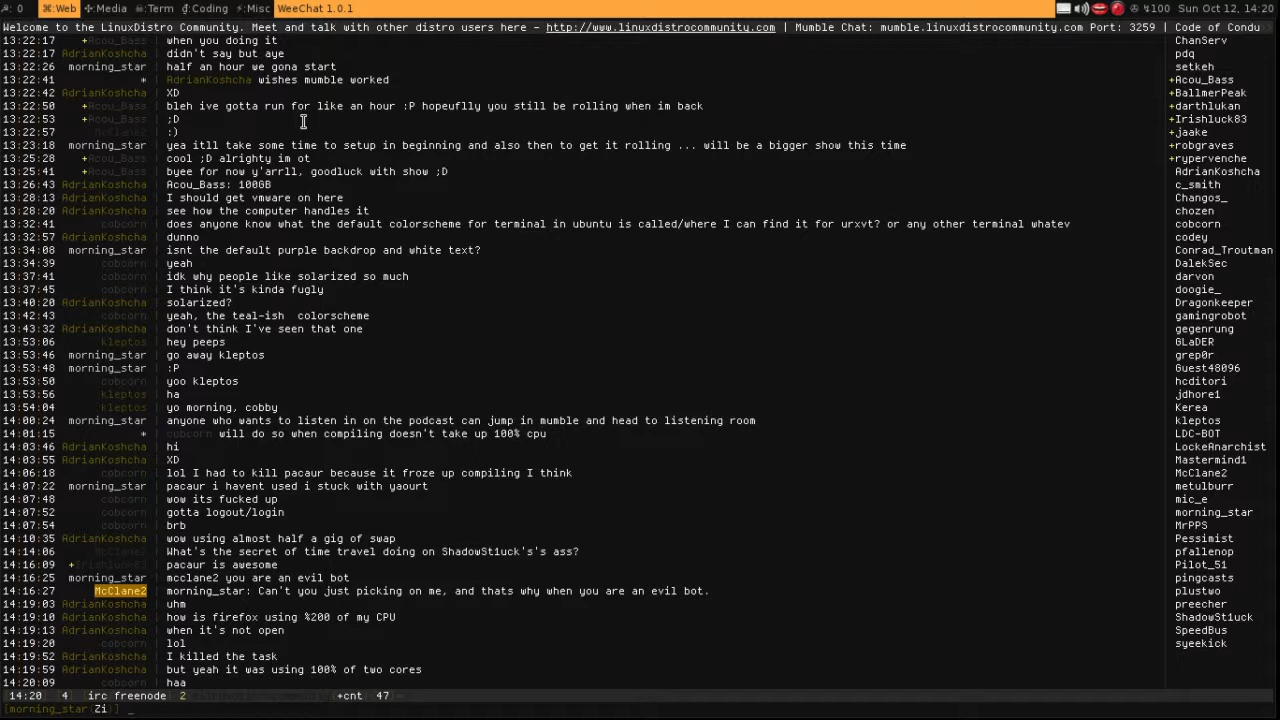 0 Web Media Term Coding Misc WeeChat 1.0.1 100 Sun Oct 12, 14:20
Welcome to the LinuxDistro Community. Meet and talk with other distro users here - http://www.linuxdistrocommunity.com | Mumble Chat: mumble.linuxdistrocommunity.com Port: 3259 | Code of Condu
13:22:17 +Acou_Bass | when you doing it
13:22:17 AdrianKoshcha | didn't say but aye
13:22:26 morning_star | half an hour we gona start
13:22:41 * | AdrianKoshcha wishes mumble worked
13:22:42 AdrianKoshcha | XD
13:22:50 +Acou_Bass | bleh ive gotta run for like an hour :P hopeuflly you still be rolling when im back
13:22:53 +Acou_Bass | ;D
13:22:57 McClane2 | :)
13:23:18 morning_star | yea itll take some time to setup in beginning and also then to get it rolling ... will be a bigger show this time
13:25:28 +Acou_Bass | cool ;D alrighty im ot
13:25:41 +Acou_Bass | byee for now y'arrll, goodluck with show ;D
13:26:43 AdrianKoshcha | Acou_Bass: 100GB
13:28:13 AdrianKoshcha | I should get vmware on here
13:28:20 AdrianKoshcha | see how the computer handles it
13:32:41 cobcorn | does anyone know what the default colorscheme for terminal in ubuntu is called/where I can find it for urxvt? or any other terminal whatev
13:32:57 AdrianKoshcha | dunno
13:34:08 morning_star | isnt the default purple backdrop and white text?
13:34:39 cobcorn | yeah
13:37:41 cobcorn | idk why people like solarized so much
13:37:45 cobcorn | I think it's kinda fugly
13:40:20 AdrianKoshcha | solarized?
13:42:43 cobcorn | yeah, the teal-ish colorscheme
13:43:32 AdrianKoshcha | don't think I've seen that one
13:53:06 kleptos | hey peeps
13:53:46 morning_star | go away kleptos
13:53:48 morning_star | :P
13:53:50 cobcorn | yoo kleptos
13:53:56 kleptos | ha
13:54:04 kleptos | yo morning, cobby
14:00:24 morning_star | anyone who wants to listen in on the podcast can jump in mumble and head to listening room
14:01:15 * | cobcorn will do so when compiling doesn't take up 100% cpu
14:03:46 AdrianKoshcha | hi
14:03:55 AdrianKoshcha | XD
14:06:18 cobcorn | lol I had to kill pacaur because it froze up compiling I think
14:07:22 morning_star | pacaur i havent used i stuck with yaourt
14:07:48 cobcorn | wow its fucked up
14:07:52 cobcorn | gotta logout/login
14:07:54 cobcorn | brb
14:10:35 AdrianKoshcha | wow using almost half a gig of swap
14:14:06 McClane2 | What's the secret of time travel doing on ShadowSt1uck's's ass?
14:16:09 +Irishluck83 | pacaur is awesome
14:16:25 morning_star | mcclane2 you are an evil bot
14:16:27 McClane2 | morning_star: Can't you just picking on me, and thats why when you are an evil bot.
14:19:03 AdrianKoshcha | uhm
14:19:10 AdrianKoshcha | how is firefox using %200 of my CPU
14:19:13 AdrianKoshcha | when it's not open
14:19:20 cobcorn | lol
14:19:52 AdrianKoshcha | I killed the task
14:19:59 AdrianKoshcha | but yeah it was using 100% of two cores
14:20:09 cobcorn | haa
ChanServ
pdq
setkeh
+Acou_Bass
+BallmerPeak
+darthlukan
+Irishluck83
+jaake
+robgraves
+rypervenche
AdrianKoshcha
c_smith
Changos_
chozen
cobcorn
codey
Conrad_Troutman
DalekSec
darvon
doogie_
Dragonkeeper
gamingrobot
gegenrung
GLaDER
grep0r
Guest48096
hcditori
jdhore1
Kerea
kleptos
LDC-BOT
LockeAnarchist
Mastermind1
McClane2
metulburr
mic_e
morning_star
MrPPS
Pessimist
pfallenop
Pilot_51
pingcasts
plustwo
preecher
ShadowSt1uck
SpeedBus
syeekick
[14:20] [4] [irc freenode] 2 (+cnt) 47
[morning_star(Zi)] _